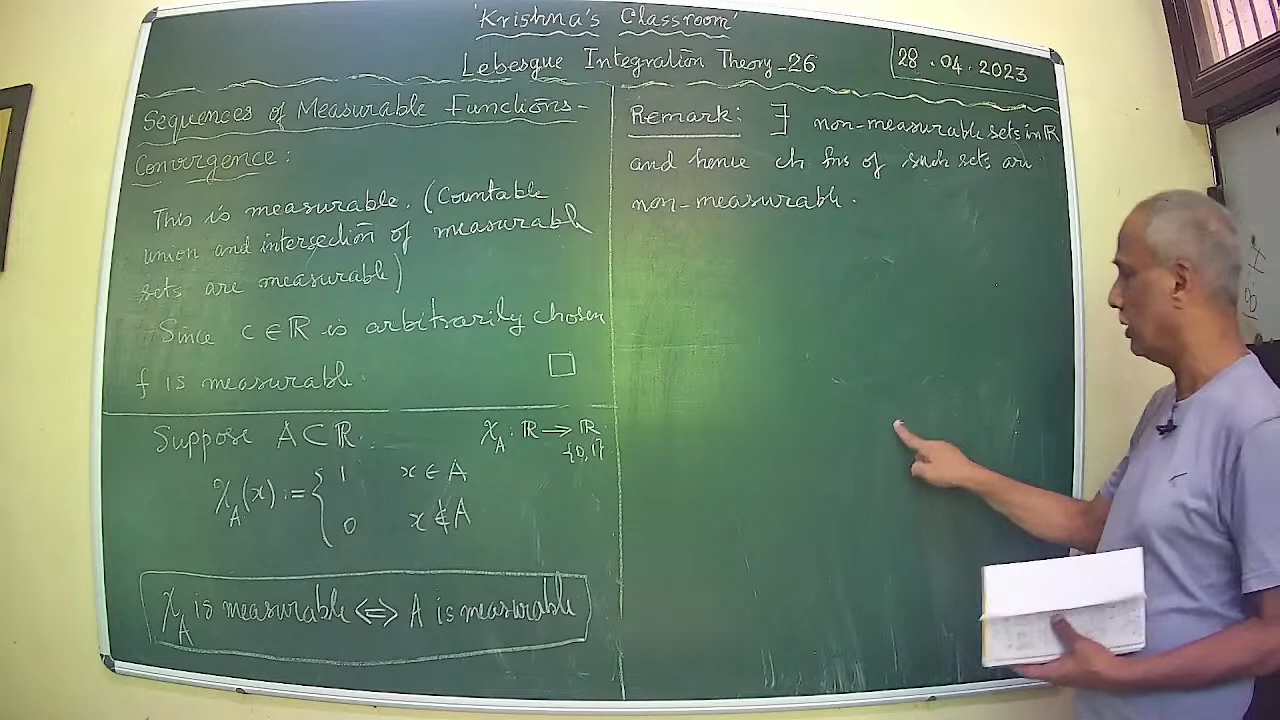 'Krishna's Classroom'
Lebesgue Integration Theory - 26
28.04.2023
Sequences of Measurable Functions -
Convergence:
This is measurable. (Countable
union and intersection of measurable
sets are measurable)
Since c ∈ ℝ is arbitrarily chosen
f is measurable. □
Suppose A ⊂ ℝ. χ_A : ℝ → ℝ
{0,1}
χ_A(x) := { 1 x ∈ A
0 x ∉ A
χ_A is measurable ⇔ A is measurable
Remark: ∃ non-measurable sets in ℝ
and hence ch fns of such sets are
non-measurable.